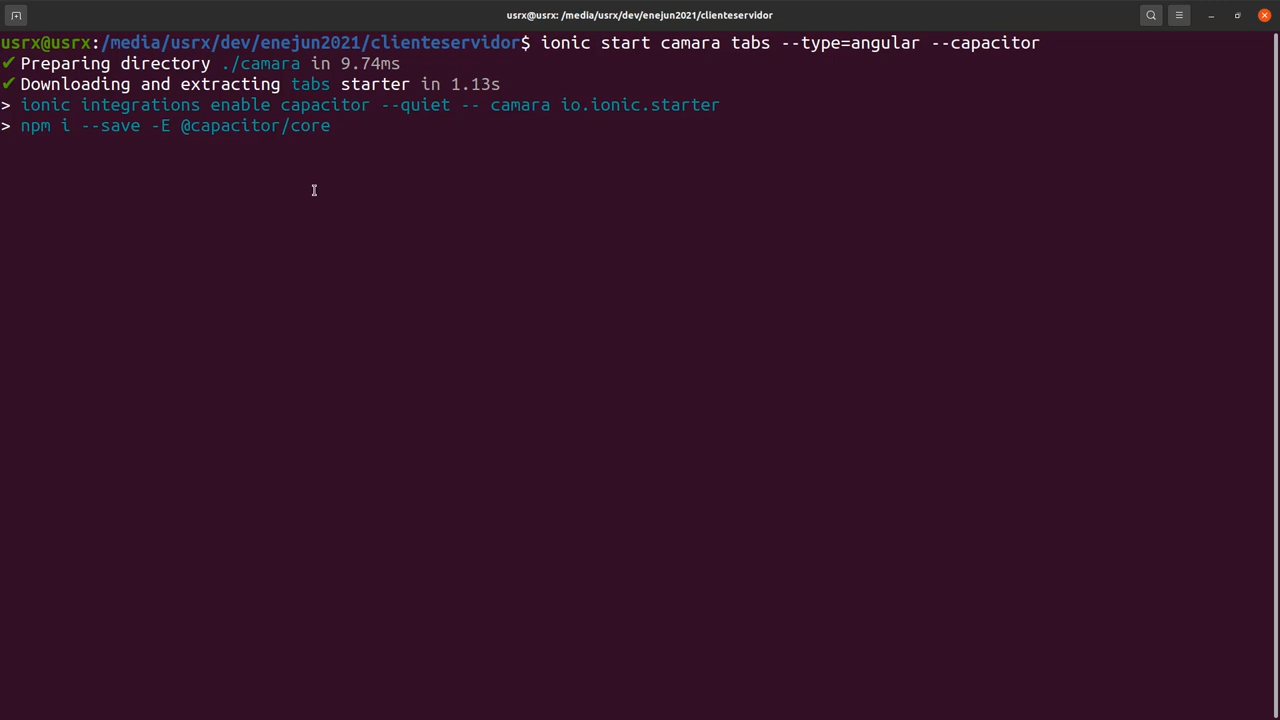 usrx@usrx: /media/usrx/dev/enejun2021/clienteservidor
usrx@usrx:/media/usrx/dev/enejun2021/clienteservidor$ ionic start camara tabs --type=angular --capacitor
✔ Preparing directory ./camara in 9.74ms
✔ Downloading and extracting tabs starter in 1.13s
> ionic integrations enable capacitor --quiet -- camara io.ionic.starter
> npm i --save -E @capacitor/core